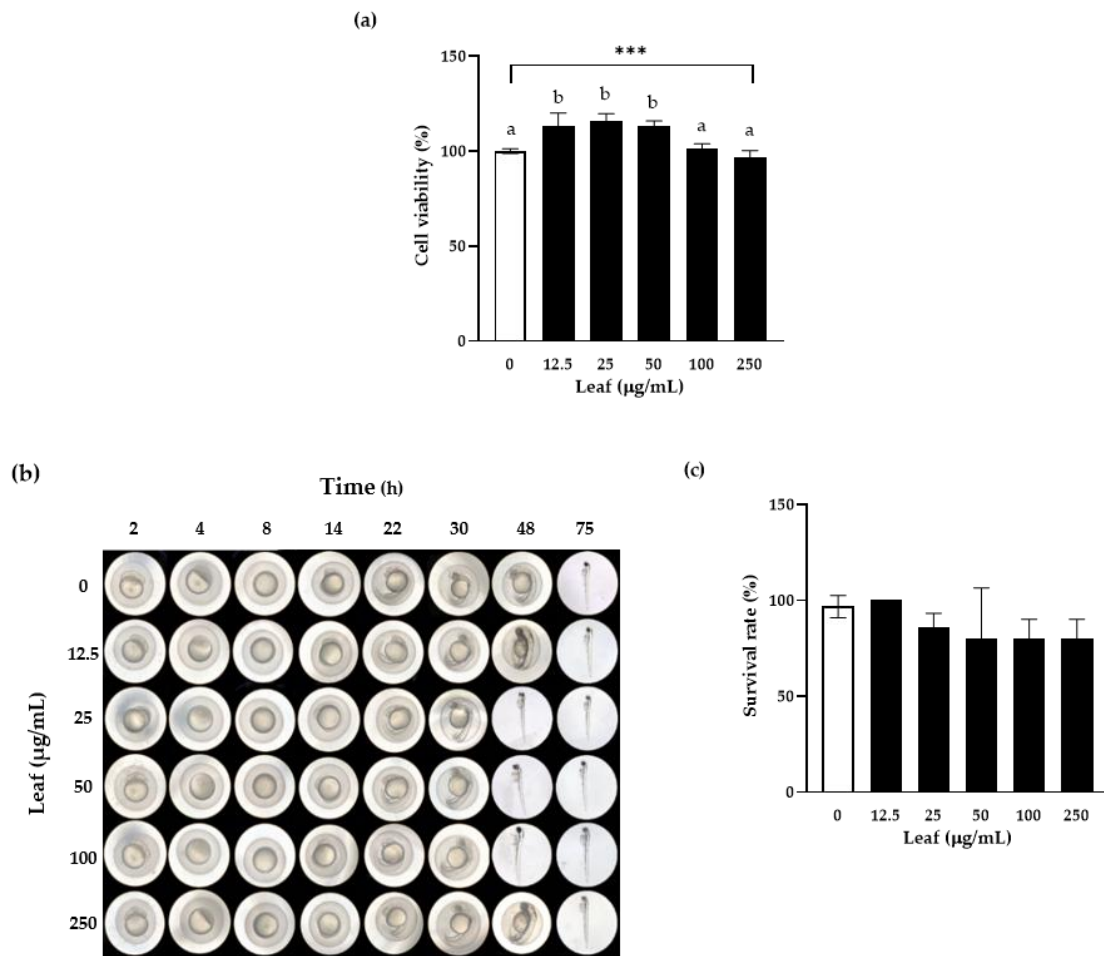 (a)
***
150
100
50
0
Cell viability (%)
a
b
b
b
a
a
0 12.5 25 50 100 250
Leaf (μg/mL)
(b)
Time (h)
2 4 8 14 22 30 48 75
0
12.5
25
50
100
250
Leaf (μg/mL)
(c)
150
100
50
0
Survival rate (%)
0 12.5 25 50 100 250
Leaf (μg/mL)